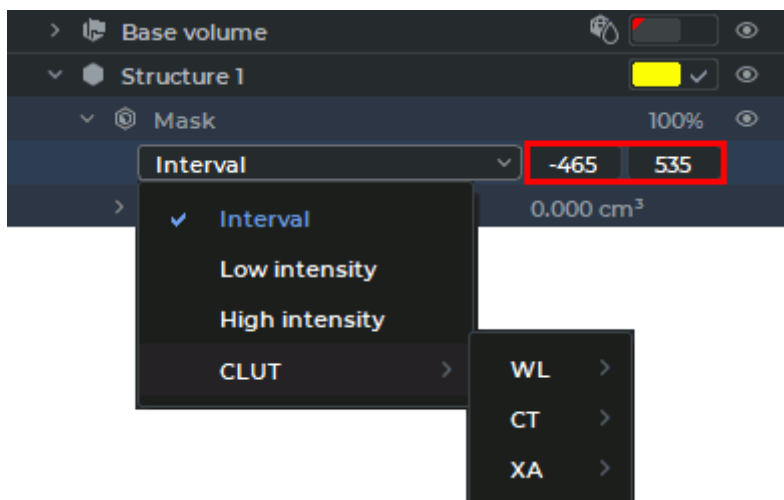 Base volume
Structure 1
Mask 100%
Interval -465 535
0.000 cm³
Interval
Low intensity
High intensity
CLUT
WL
CT
XA